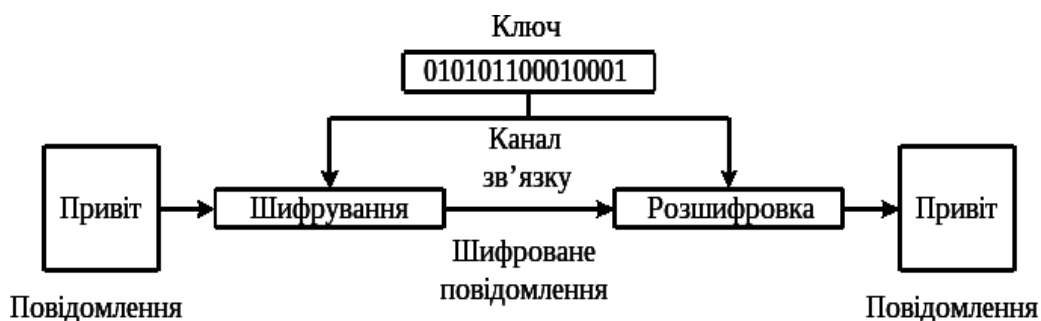 Ключ
010101100010001
Канал
зв’язку
Привіт
Шифрування
Розшифровка
Привіт
Шифроване
повідомлення
Повідомлення
Повідомлення